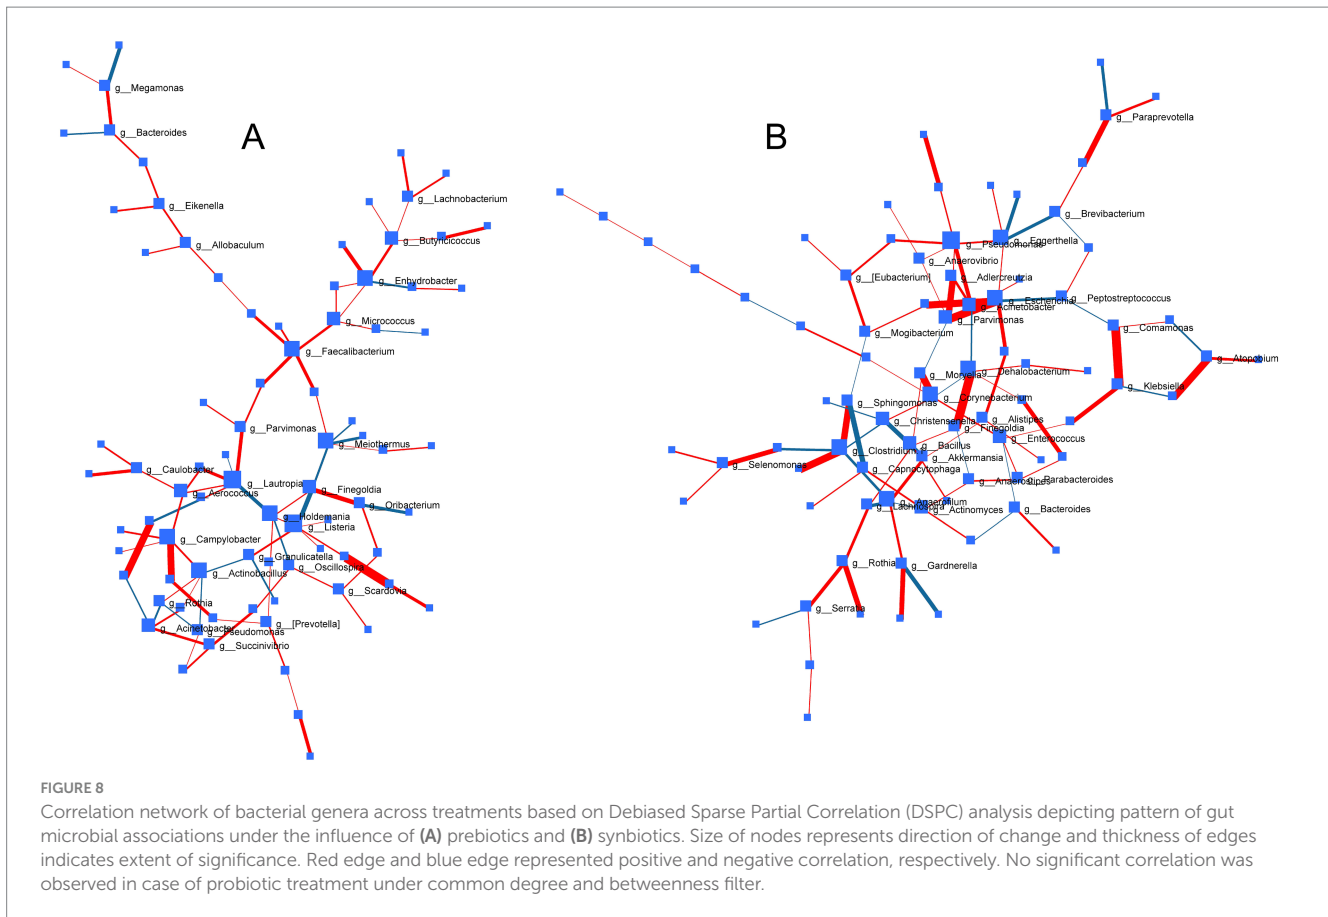 g__Megamonas
g__Bacteroides
A
g__Eikenella
g__Allobaculum
g__Lachnobacterium
g__Butyricicoccus
g__Enhydrobacter
g__Micrococcus
g__Faecalibacterium
g__Parvimonas
g__Meiothermus
g__Caulobacter
g__Lautropia
g__Aerococcus
g__Finegoldia
g__Oribacterium
g__Holdemania
g__Listeria
g__Campylobacter
g__Granulicatella
g__Oscillospira
g__Actinobacillus
g__Scardovia
g__Rothia
g__Acinetobacter
g__Pseudomonas
g__[Prevotella]
g__Succinivibrio
B
g__Paraprevotella
g__Brevibacterium
g__Pseudomonas
g__Eggerthella
g__Anaerovibrio
g__[Eubacterium]
g__Adlercreutzia
g__Peptostreptococcus
g__Escherichia
g__Acinetobacter
g__Parvimonas
g__Mogibacterium
g__Comamonas
g__Atopobium
g__Moryella
g__Dehalobacterium
g__Klebsiella
g__Sphingomonas
g__Corynebacterium
g__Christensenella
g__Alistipes
g__Finegoldia
g__Enterococcus
g__Clostridium
g__Bacillus
g__Akkermansia
g__Selenomonas
g__Capnocytophaga
g__Anaerostipes
g__Parabacteroides
g__Anaerofilum
g__Lachnospira
g__Actinomyces
g__Bacteroides
g__Rothia
g__Gardnerella
g__Serratia
FIGURE 8
Correlation network of bacterial genera across treatments based on Debiased Sparse Partial Correlation (DSPC) analysis depicting pattern of gut
microbial associations under the influence of (A) prebiotics and (B) synbiotics. Size of nodes represents direction of change and thickness of edges
indicates extent of significance. Red edge and blue edge represented positive and negative correlation, respectively. No significant correlation was
observed in case of probiotic treatment under common degree and betweenness filter.